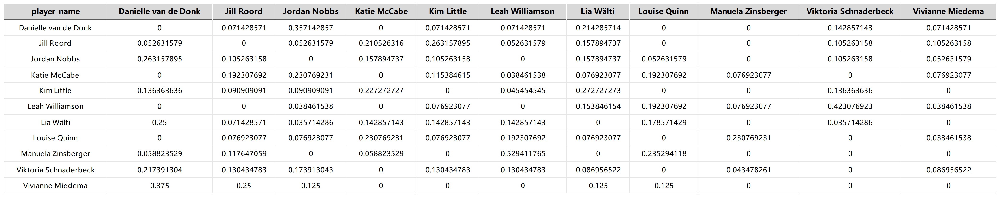 player_name Danielle van de Donk Jill Roord Jordan Nobbs Katie McCabe Kim Little Leah Williamson Lia Wälti Louise Quinn Manuela Zinsberger Viktoria Schnaderbeck Vivianne Miedema
Danielle van de Donk 0 0.071428571 0.357142857 0 0.071428571 0.071428571 0.214285714 0 0 0.142857143 0.071428571
Jill Roord 0.052631579 0 0.052631579 0.210526316 0.263157895 0.052631579 0.157894737 0 0 0.105263158 0.105263158
Jordan Nobbs 0.263157895 0.105263158 0 0.157894737 0.105263158 0 0.157894737 0.052631579 0 0.105263158 0.052631579
Katie McCabe 0 0.192307692 0.230769231 0 0.115384615 0.038461538 0.076923077 0.192307692 0.076923077 0 0.076923077
Kim Little 0.136363636 0.090909091 0.090909091 0.227272727 0 0.045454545 0.272727273 0 0 0.136363636 0
Leah Williamson 0 0 0.038461538 0 0.076923077 0 0.153846154 0.192307692 0.076923077 0.423076923 0.038461538
Lia Wälti 0.25 0.071428571 0.035714286 0.142857143 0.142857143 0.142857143 0 0.178571429 0 0.035714286 0
Louise Quinn 0 0.076923077 0.076923077 0.230769231 0.076923077 0.192307692 0.076923077 0 0.230769231 0 0.038461538
Manuela Zinsberger 0.058823529 0.117647059 0 0.058823529 0 0.529411765 0 0.235294118 0 0 0
Viktoria Schnaderbeck 0.217391304 0.130434783 0.173913043 0 0.130434783 0.130434783 0.086956522 0 0.043478261 0 0.086956522
Vivianne Miedema 0.375 0.25 0.125 0 0 0 0.125 0.125 0 0 0